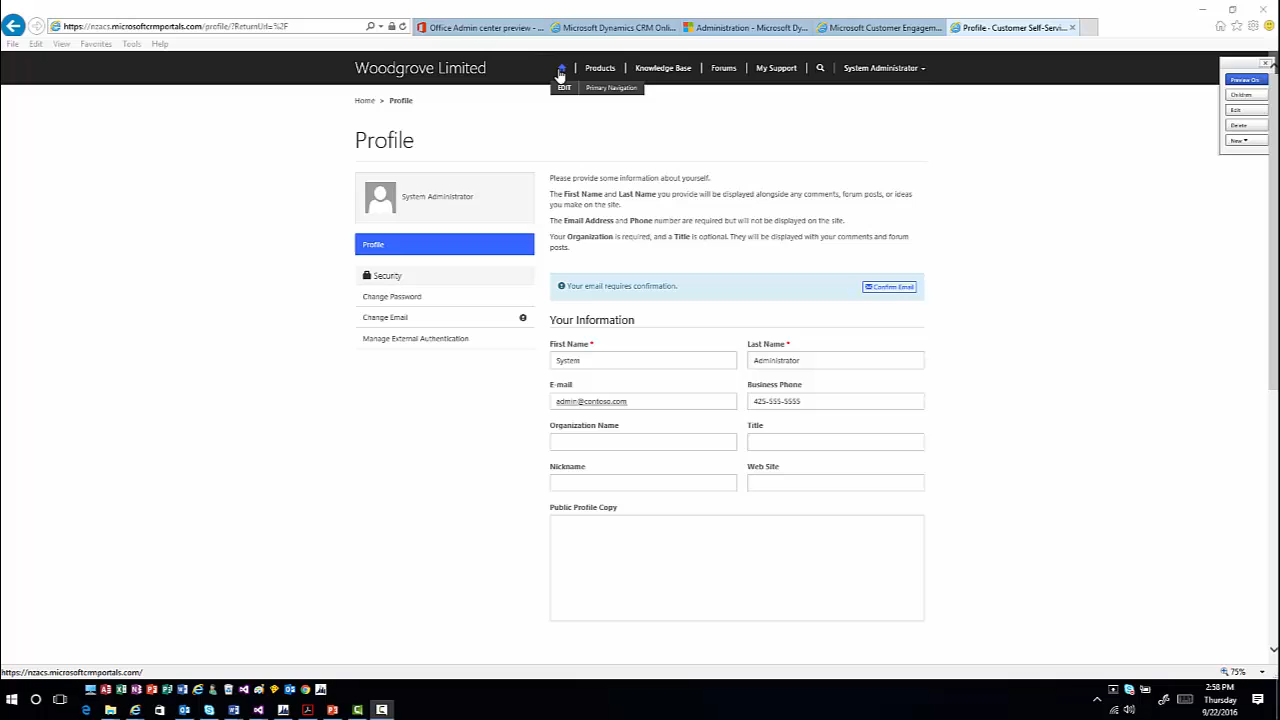 https://nzacs.microsoftcrmportals.com/profile/?ReturnUrl=%2F
Office Admin center preview - ...
Microsoft Dynamics CRM Onli...
Administration - Microsoft Dy...
Microsoft Customer Engagem...
Profile - Customer Self-Servi...
File Edit View Favorites Tools Help
Woodgrove Limited
Products
Knowledge Base
Forums
My Support
System Administrator
EDIT
Primary Navigation
Preview On
Children
Edit
Delete
New
Home > Profile
Profile
System Administrator
Profile
Security
Change Password
Change Email
Manage External Authentication
Please provide some information about yourself.
The First Name and Last Name you provide will be displayed alongside any comments, forum posts, or ideas
you make on the site.
The Email Address and Phone number are required but will not be displayed on the site.
Your Organization is required, and a Title is optional. They will be displayed with your comments and forum
posts.
Your email requires confirmation.
Confirm Email
Your Information
First Name *
Last Name *
System
Administrator
E-mail
Business Phone
admin@contoso.com
425-555-5555
Organization Name
Title
Nickname
Web Site
Public Profile Copy
https://nzacs.microsoftcrmportals.com/
75%
2:58 PM
Thursday
9/22/2016